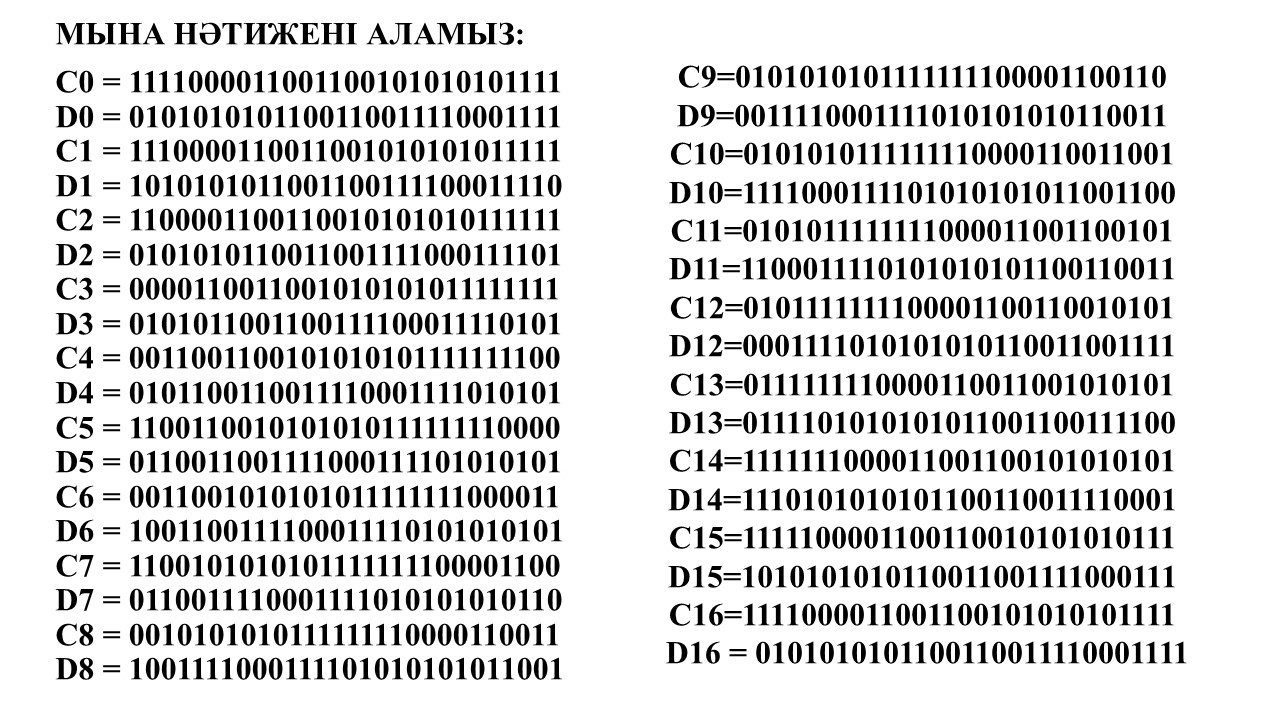 МЫНА НӘТИЖЕНІ АЛАМЫЗ:
C0 = 1111000011001100101010101111
D0 = 0101010101100110011110001111
C1 = 1110000110011001010101011111
D1 = 1010101011001100111100011110
C2 = 1100001100110010101010111111
D2 = 0101010110011001111000111101
C3 = 0000110011001010101011111111
D3 = 0101011001100111100011110101
C4 = 0011001100101010101111111100
D4 = 0101100110011110001111010101
C5 = 1100110010101010111111110000
D5 = 0110011001111000111101010101
C6 = 0011001010101011111111000011
D6 = 1001100111100011110101010101
C7 = 1100101010101111111100001100
D7 = 0110011110001111010101010110
C8 = 0010101010111111110000110011
D8 = 1001111000111101010101011001
C9=0101010101111111100001100110
D9=0011110001111010101010110011
C10=0101010111111110000110011001
D10=1111000111101010101011001100
C11=0101011111111000011001100101
D11=1100011110101010101100110011
C12=0101111111100001100110010101
D12=0001111010101010110011001111
C13=0111111110000110011001010101
D13=0111101010101011001100111100
C14=1111111000011001100101010101
D14=1110101010101100110011110001
C15=1111100001100110010101010111
D15=1010101010110011001111000111
C16=1111000011001100101010101111
D16 = 0101010101100110011110001111